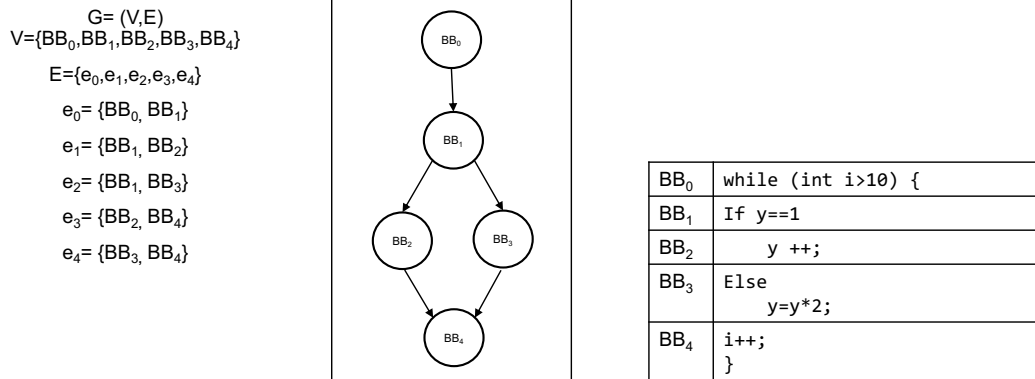 G= (V,E)
V={BB₀,BB₁,BB₂,BB₃,BB₄}
E={e₀,e₁,e₂,e₃,e₄}
e₀= {BB₀, BB₁}
e₁= {BB₁, BB₂}
e₂= {BB₁, BB₃}
e₃= {BB₂, BB₄}
e₄= {BB₃, BB₄}
BB₀
BB₁
BB₂
BB₃
BB₄
BB₀ while (int i>10) {
BB₁ If y==1
BB₂ y ++;
BB₃ Else
y=y*2;
BB₄ i++;
}